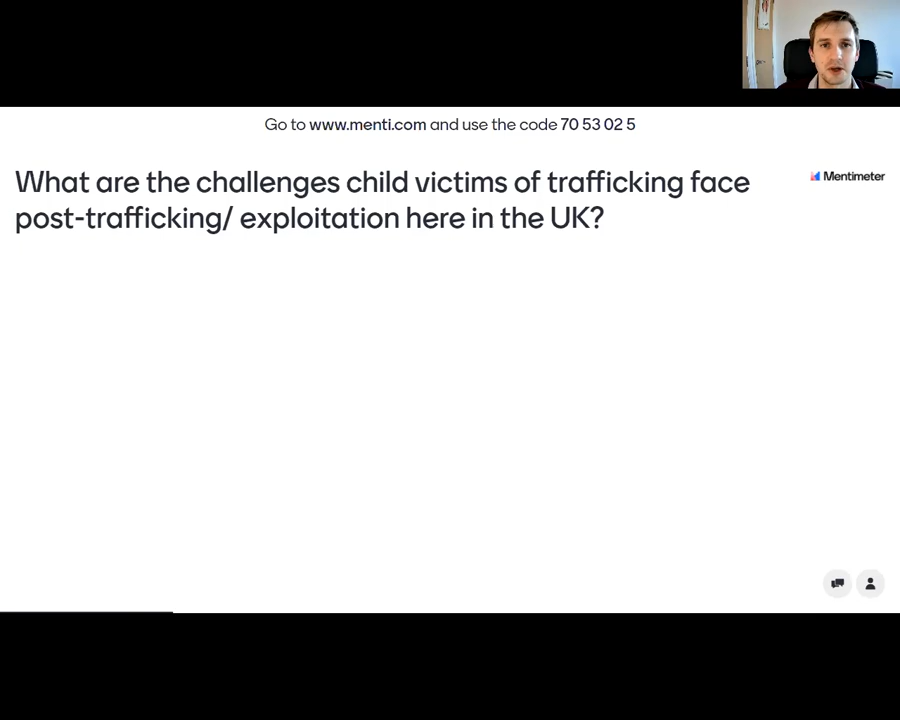 Go to www.menti.com and use the code 70 53 02 5
What are the challenges child victims of trafficking face
post-trafficking/ exploitation here in the UK?
Mentimeter